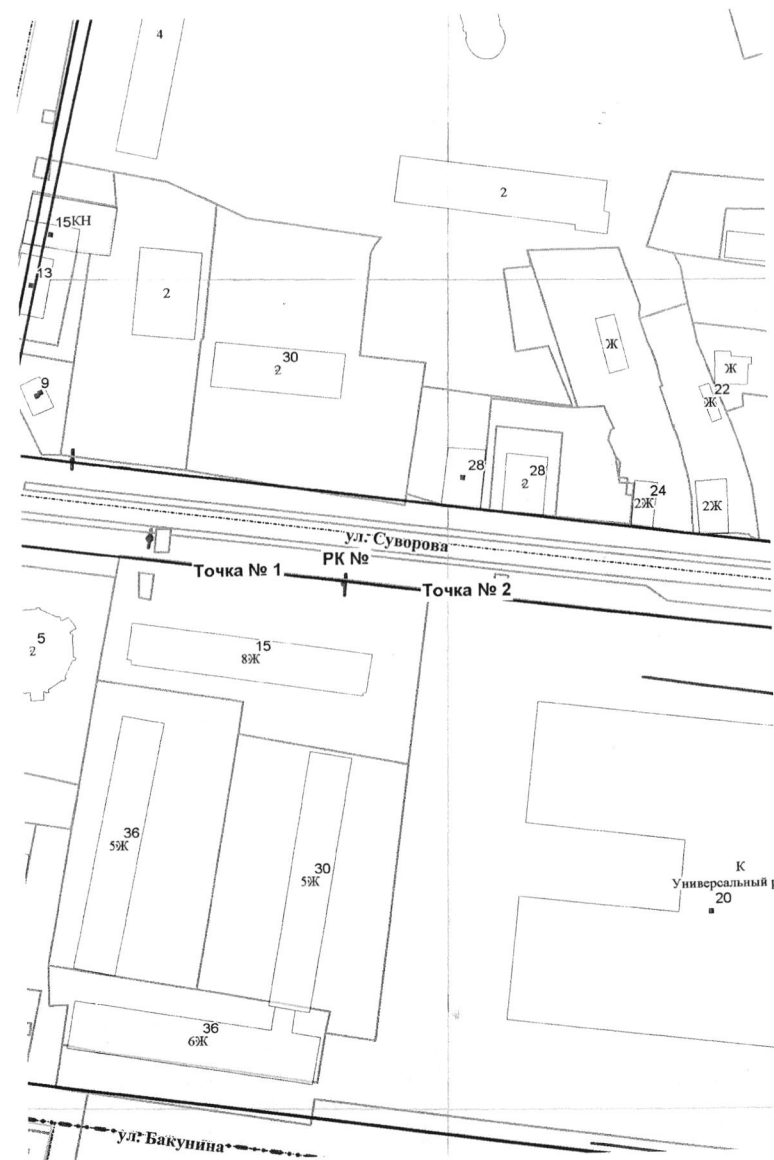 4
2
15КН
13
2
30
2
9
Ж
Ж
22
Ж
28
28
2
24
2Ж
2Ж
ул. Суворова
РК №
Точка № 1
Точка № 2
5
2
15
8Ж
36
5Ж
30
5Ж
К
Универсальный р
20
36
6Ж
ул. Бакунина